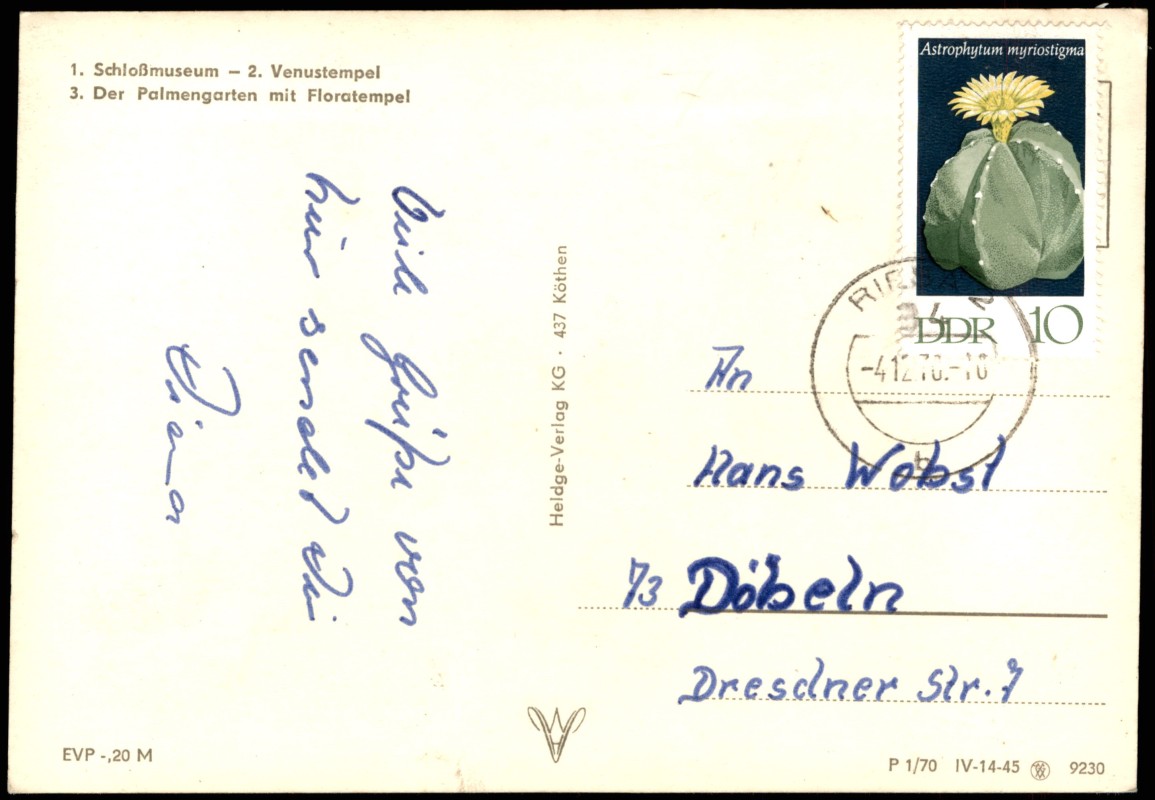 1. Schloßmuseum – 2. Venustempel
3. Der Palmengarten mit Floratempel
Viele Grüße von
hier sendet Dir
Diana
Heldge-Verlag KG · 437 Köthen
Astrophytum myriostigma
DDR 10
-4.12.70.-10
b
An
Hans Wobst
73 Döbeln
Dresdner Str. 7
EVP -,20 M
P 1/70 IV-14-45 9230